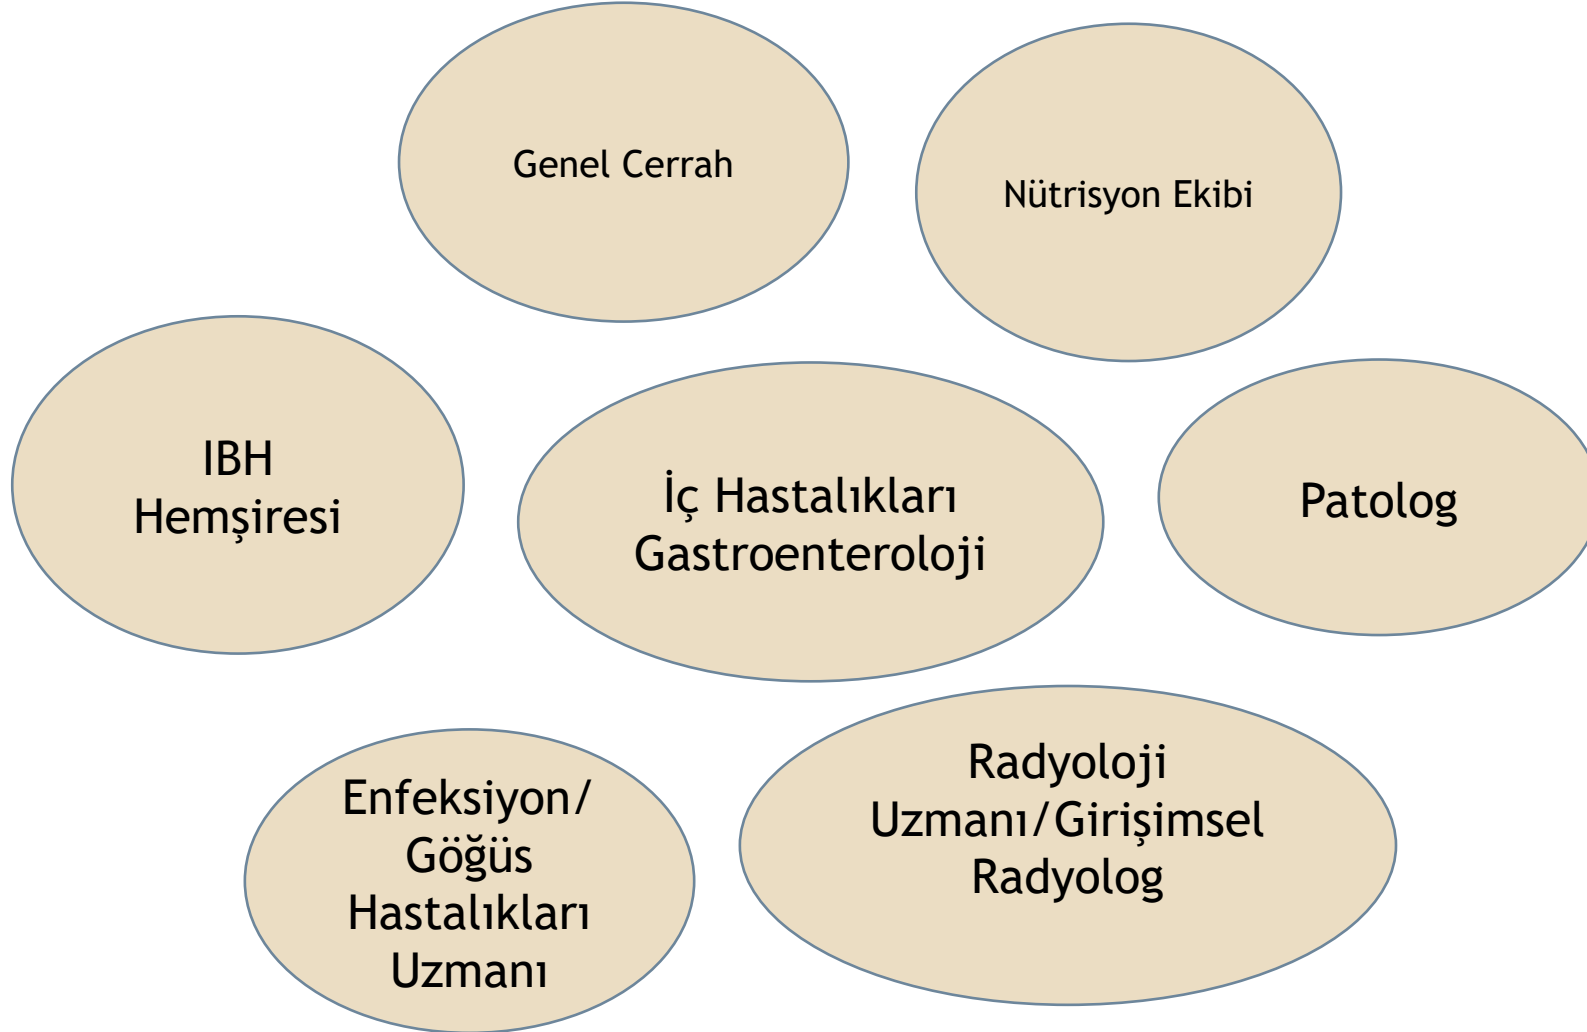 Genel Cerrah
Nütrisyon Ekibi
IBH
Hemşiresi
İç Hastalıkları
Gastroenteroloji
Patolog
Enfeksiyon/
Göğüs
Hastalıkları
Uzmanı
Radyoloji
Uzmanı/Girişimsel
Radyolog